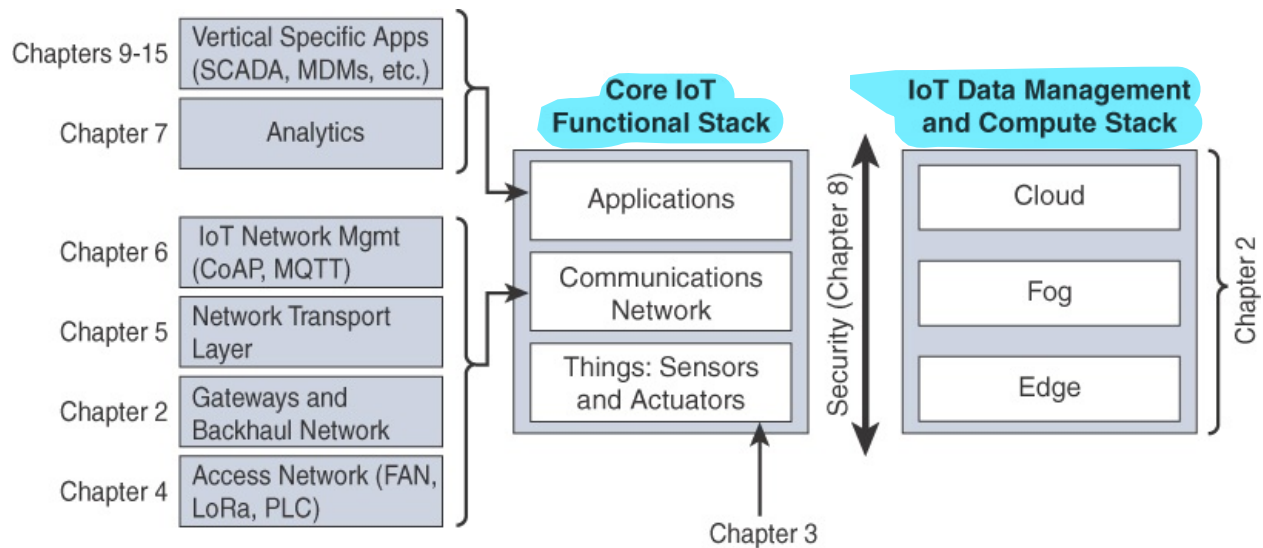 Chapters 9-15
Vertical Specific Apps
(SCADA, MDMs, etc.)
Chapter 7
Analytics
Chapter 6
IoT Network Mgmt
(CoAP, MQTT)
Chapter 5
Network Transport
Layer
Chapter 2
Gateways and
Backhaul Network
Chapter 4
Access Network (FAN,
LoRa, PLC)
Core IoT
Functional Stack
Applications
Communications
Network
Things: Sensors
and Actuators
Chapter 3
Security (Chapter 8)
IoT Data Management
and Compute Stack
Cloud
Fog
Edge
Chapter 2